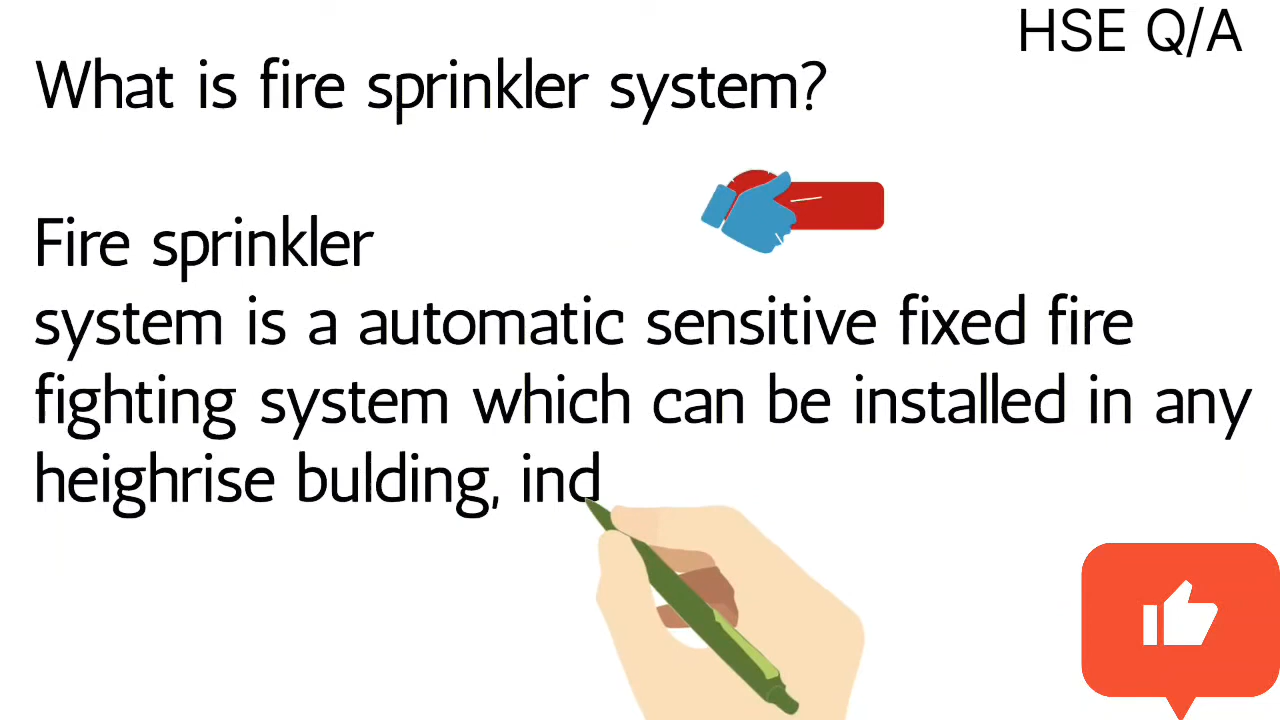 HSE Q/A
What is fire sprinkler system?
Fire sprinkler
system is a automatic sensitive fixed fire
fighting system which can be installed in any
heighrise bulding, ind